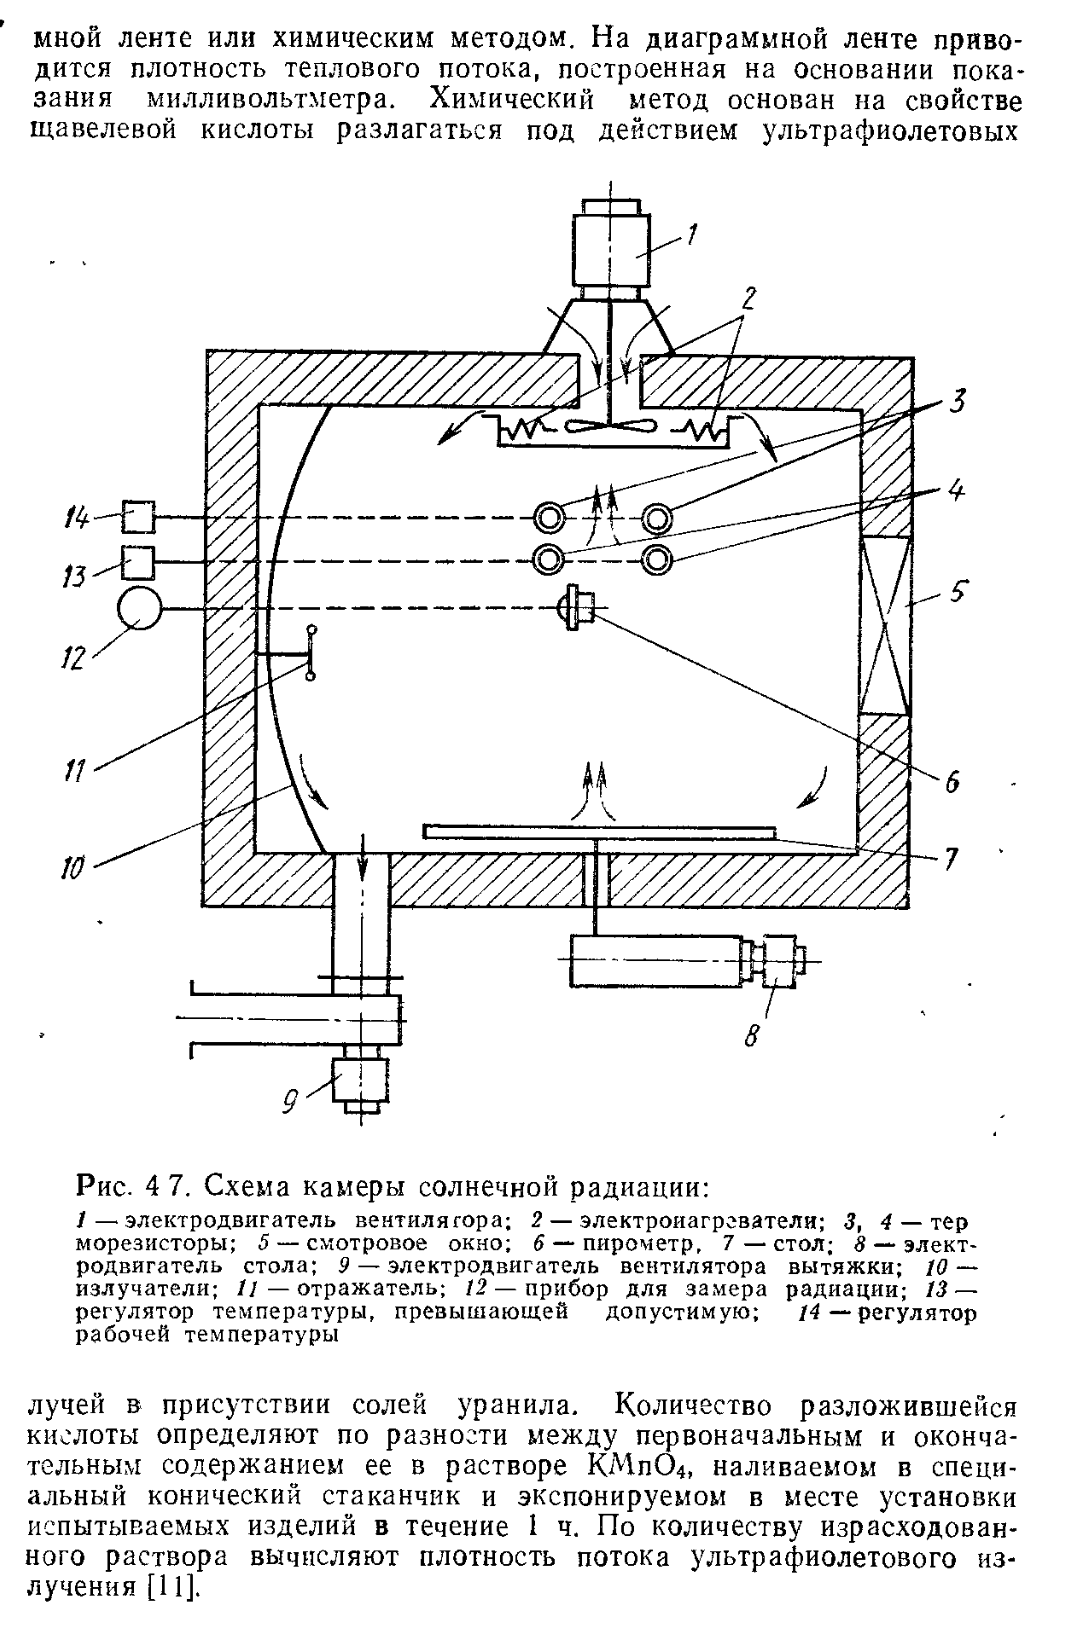 мной ленте или химическим методом. На диаграммной ленте приво-
дится плотность теплового потока, построенная на основании пока-
зания милливольтметра. Химический метод основан на свойстве
щавелевой кислоты разлагаться под действием ультрафиолетовых
1
2
3
14
4
13
5
12
11
6
10
7
8
9
Рис. 4 7. Схема камеры солнечной радиации:
1 — электродвигатель вентилятора; 2 — электронагреватели; 3, 4 — тер
морезисторы; 5 — смотровое окно; 6 — пирометр, 7 — стол; 8 — элект-
родвигатель стола; 9 — электродвигатель вентилятора вытяжки; 10 —
излучатели; 11 — отражатель; 12 — прибор для замера радиации; 13 —
регулятор температуры, превышающей допустимую; 14 — регулятор
рабочей температуры
лучей в присутствии солей уранила. Количество разложившейся
кислоты определяют по разности между первоначальным и оконча-
тельным содержанием ее в растворе KMnO₄, наливаемом в специ-
альный конический стаканчик и экспонируемом в месте установки
испытываемых изделий в течение 1 ч. По количеству израсходован-
ного раствора вычисляют плотность потока ультрафиолетового из-
лучения [11].